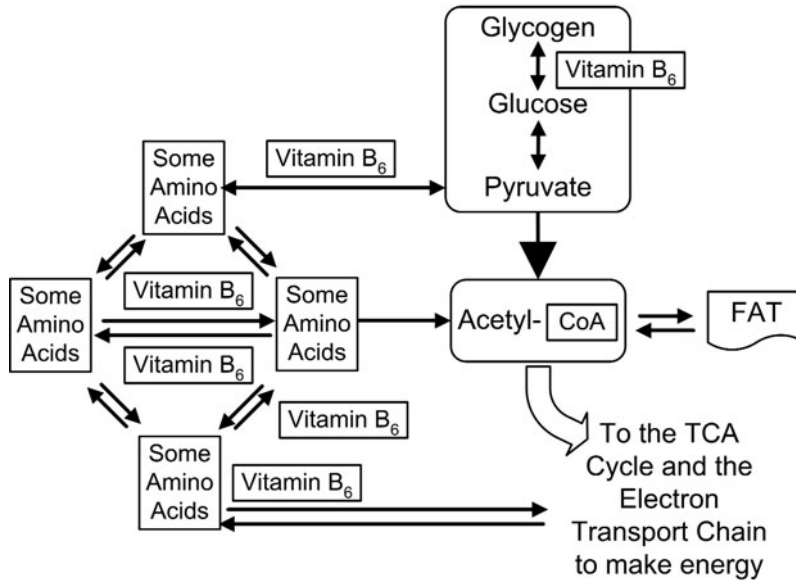 Glycogen
Vitamin B₆
Glucose
Pyruvate
Vitamin B₆
Some
Amino
Acids
Some
Amino
Acids
Vitamin B₆
Vitamin B₆
Some
Amino
Acids
Acetyl- CoA
FAT
Vitamin B₆
Some
Amino
Acids
Vitamin B₆
To the TCA
Cycle and the
Electron
Transport Chain
to make energy